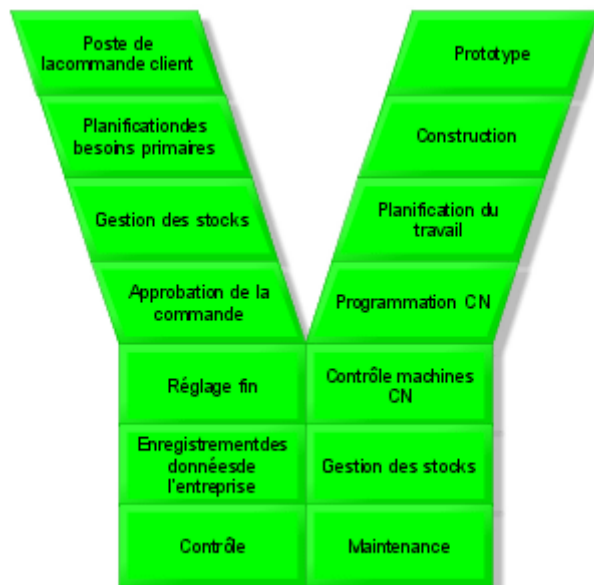 Poste de
lacommande client
Prototype
Planificationdes
besoins primaires
Construction
Gestion des stocks
Planification du
travail
Approbation de la
commande
Programmation CN
Réglage fin
Contrôle machines
CN
Enregistrementdes
donnéesde
l'entreprise
Gestion des stocks
Contrôle
Maintenance